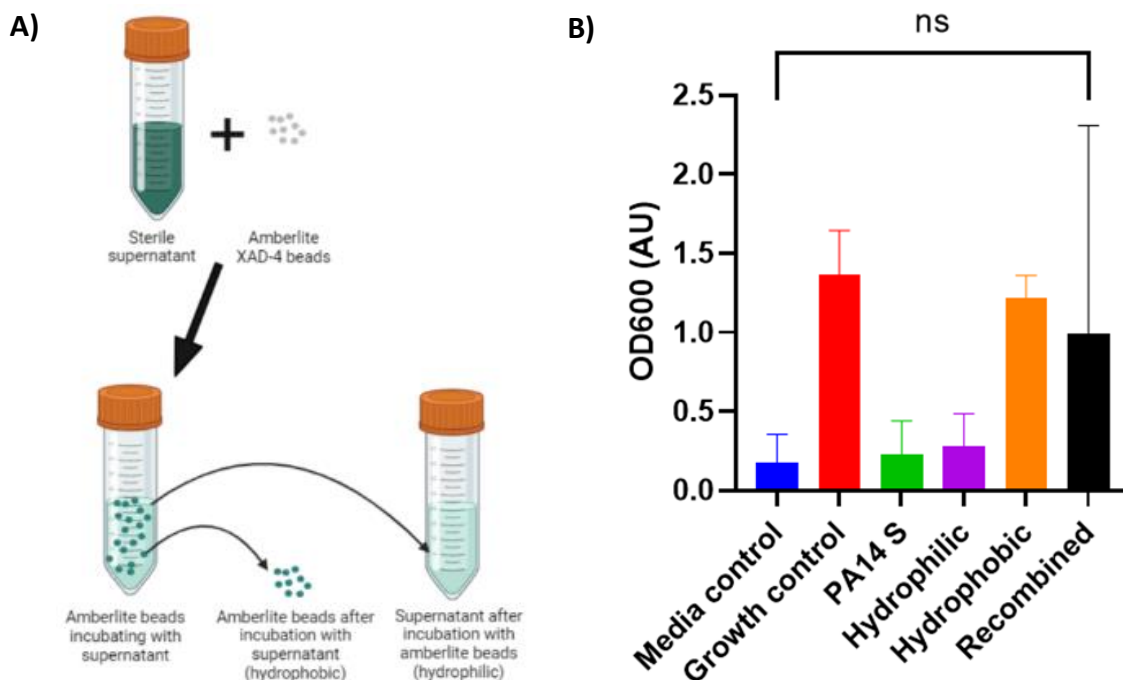 A)
Sterile
supernatant
Amberlite
XAD-4 beads
Amberlite beads
incubating with
supernatant
Amberlite beads after
incubation with
supernatant
(hydrophobic)
Supernatant after
incubation with
amberlite beads
(hydrophilic)
B)
ns
OD600 (AU)
2.5
2.0
1.5
1.0
0.5
0.0
Media control
Growth control
PA14 S
Hydrophilic
Hydrophobic
Recombined